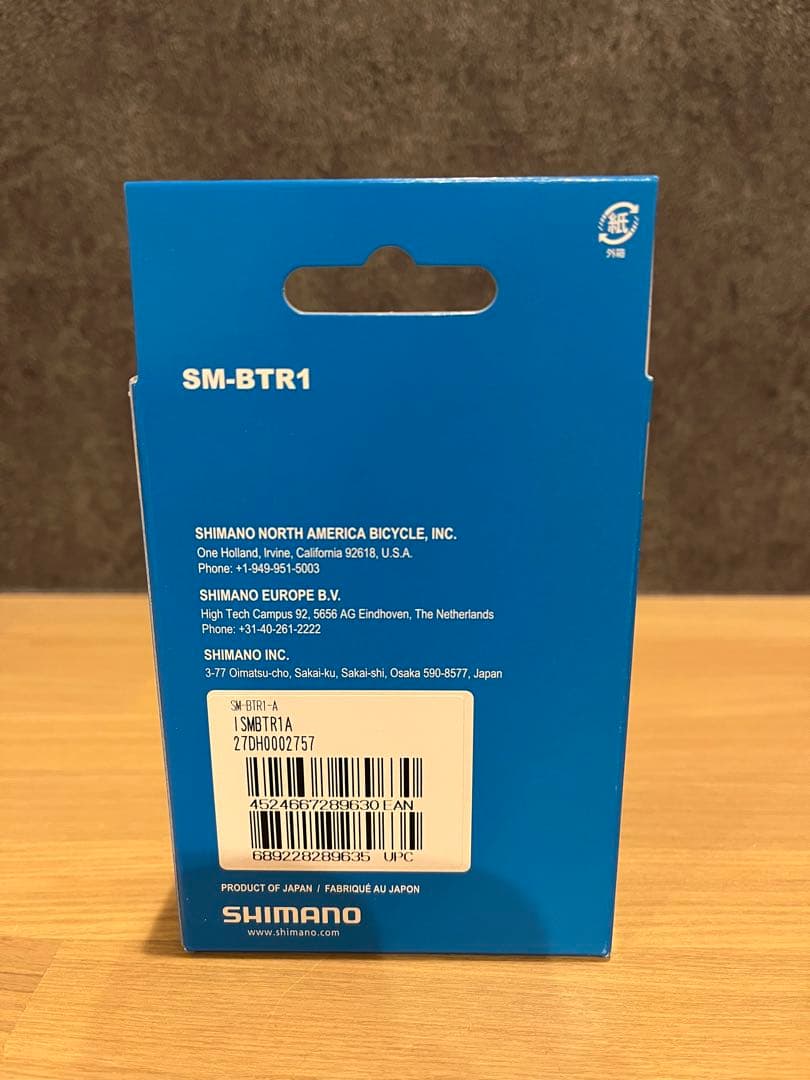 紙
外箱
SM-BTR1
SHIMANO NORTH AMERICA BICYCLE, INC.
One Holland, Irvine, California 92618, U.S.A.
Phone: +1-949-951-5003
SHIMANO EUROPE B.V.
High Tech Campus 92, 5656 AG Eindhoven, The Netherlands
Phone: +31-40-261-2222
SHIMANO INC.
3-77 Oimatsu-cho, Sakai-ku, Sakai-shi, Osaka 590-8577, Japan
SM-BTR1-A
ISMBTR1A
27DH0002757
4524667289630 EAN
689228289635 UPC
PRODUCT OF JAPAN / FABRIQUÉ AU JAPON
SHIMANO
www.shimano.com